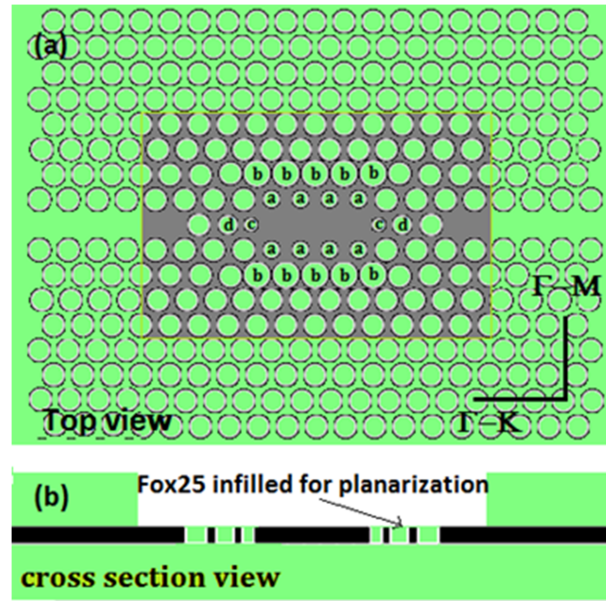 (a)
b b b b b
a a a a
d c c d
a a a a
b b b b b
Γ-M
Γ-K
Top view
(b)
Fox25 infilled for planarization
cross section view